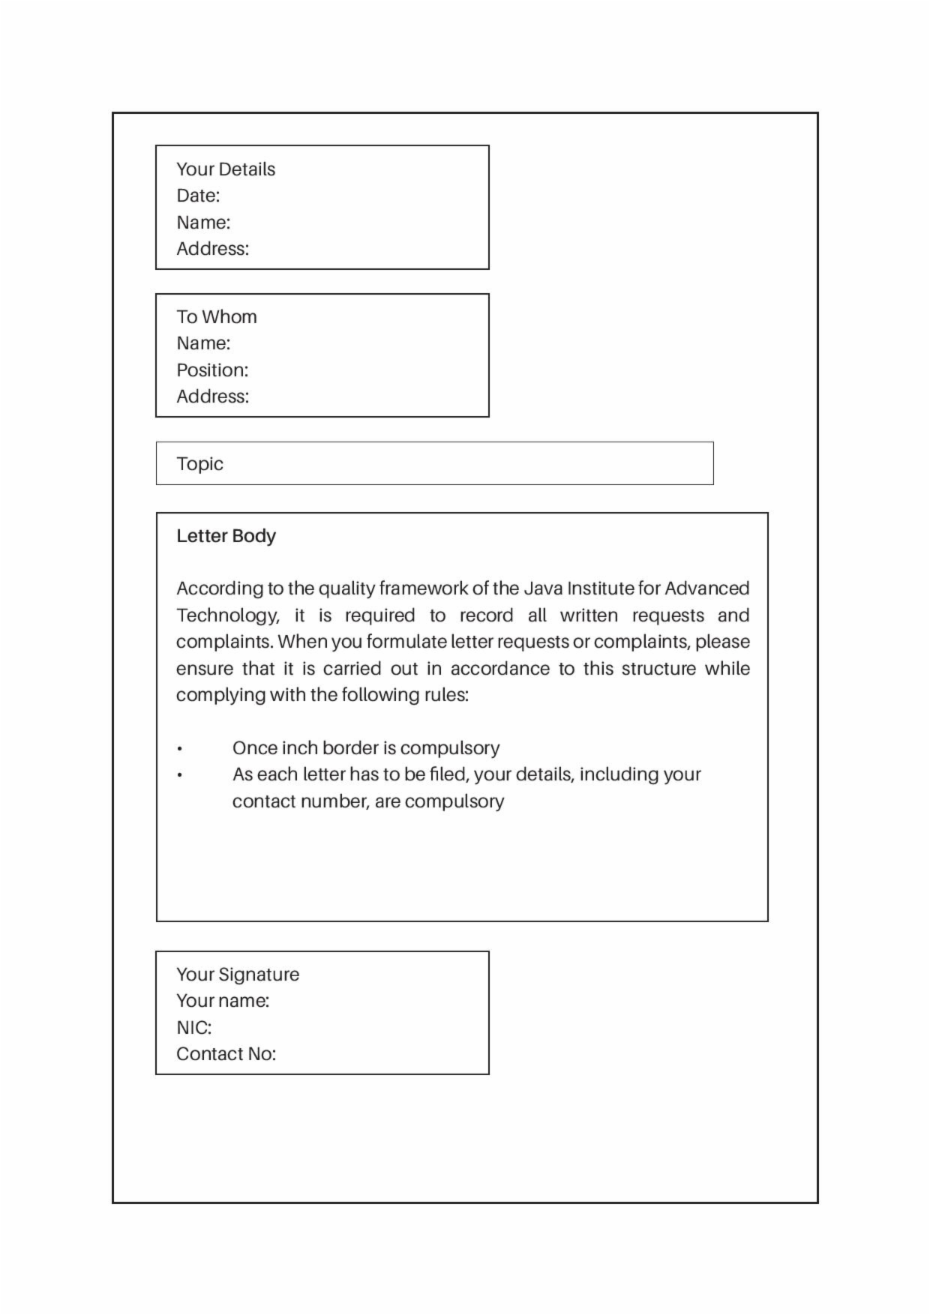 Your Details
Date:
Name:
Address:
To Whom
Name:
Position:
Address:
Topic
Letter Body
According to the quality framework of the Java Institute for Advanced
Technology, it is required to record all written requests and
complaints. When you formulate letter requests or complaints, please
ensure that it is carried out in accordance to this structure while
complying with the following rules:
• Once inch border is compulsory
• As each letter has to be filed, your details, including your
contact number, are compulsory
Your Signature
Your name:
NIC:
Contact No: